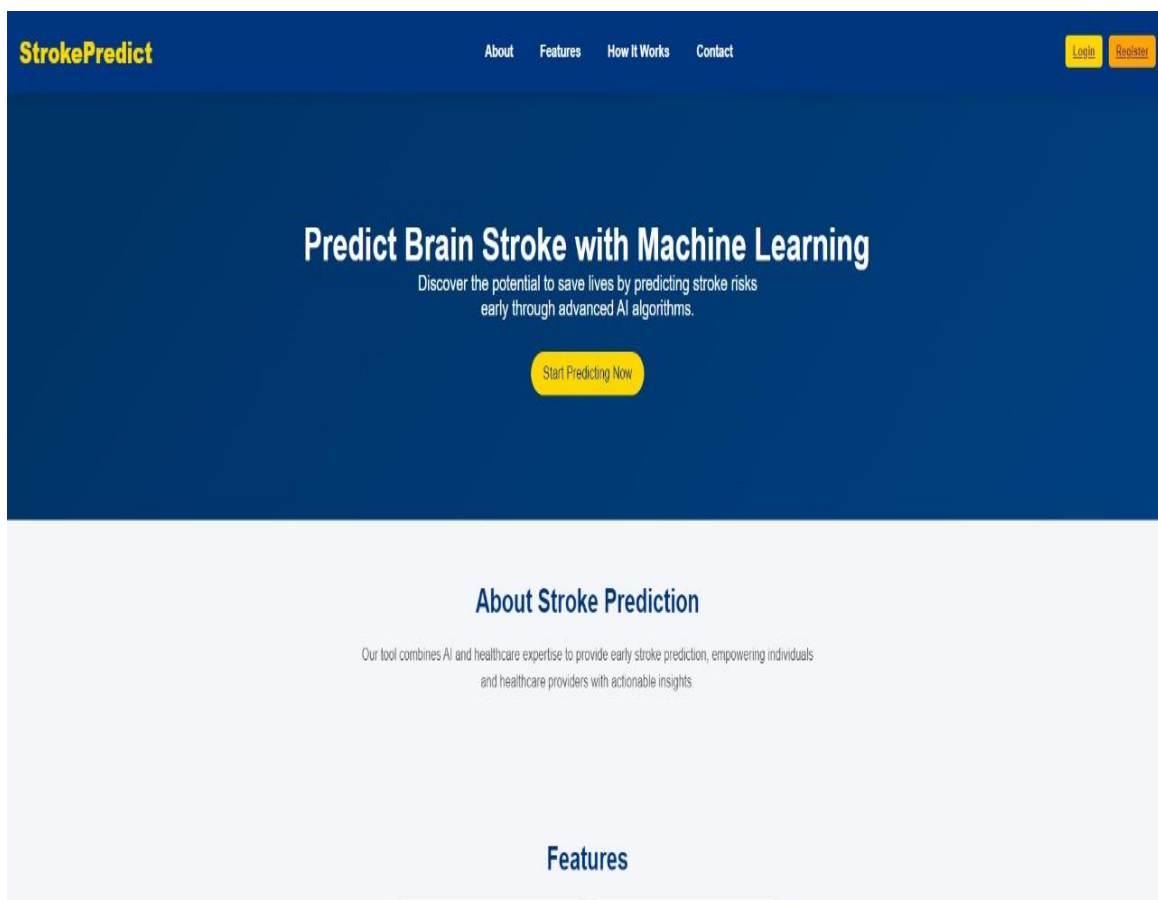 StrokePredict
About Features How It Works Contact
Login Register
Predict Brain Stroke with Machine Learning
Discover the potential to save lives by predicting stroke risks
early through advanced AI algorithms.
Start Predicting Now
About Stroke Prediction
Our tool combines AI and healthcare expertise to provide early stroke prediction, empowering individuals
and healthcare providers with actionable insights
Features